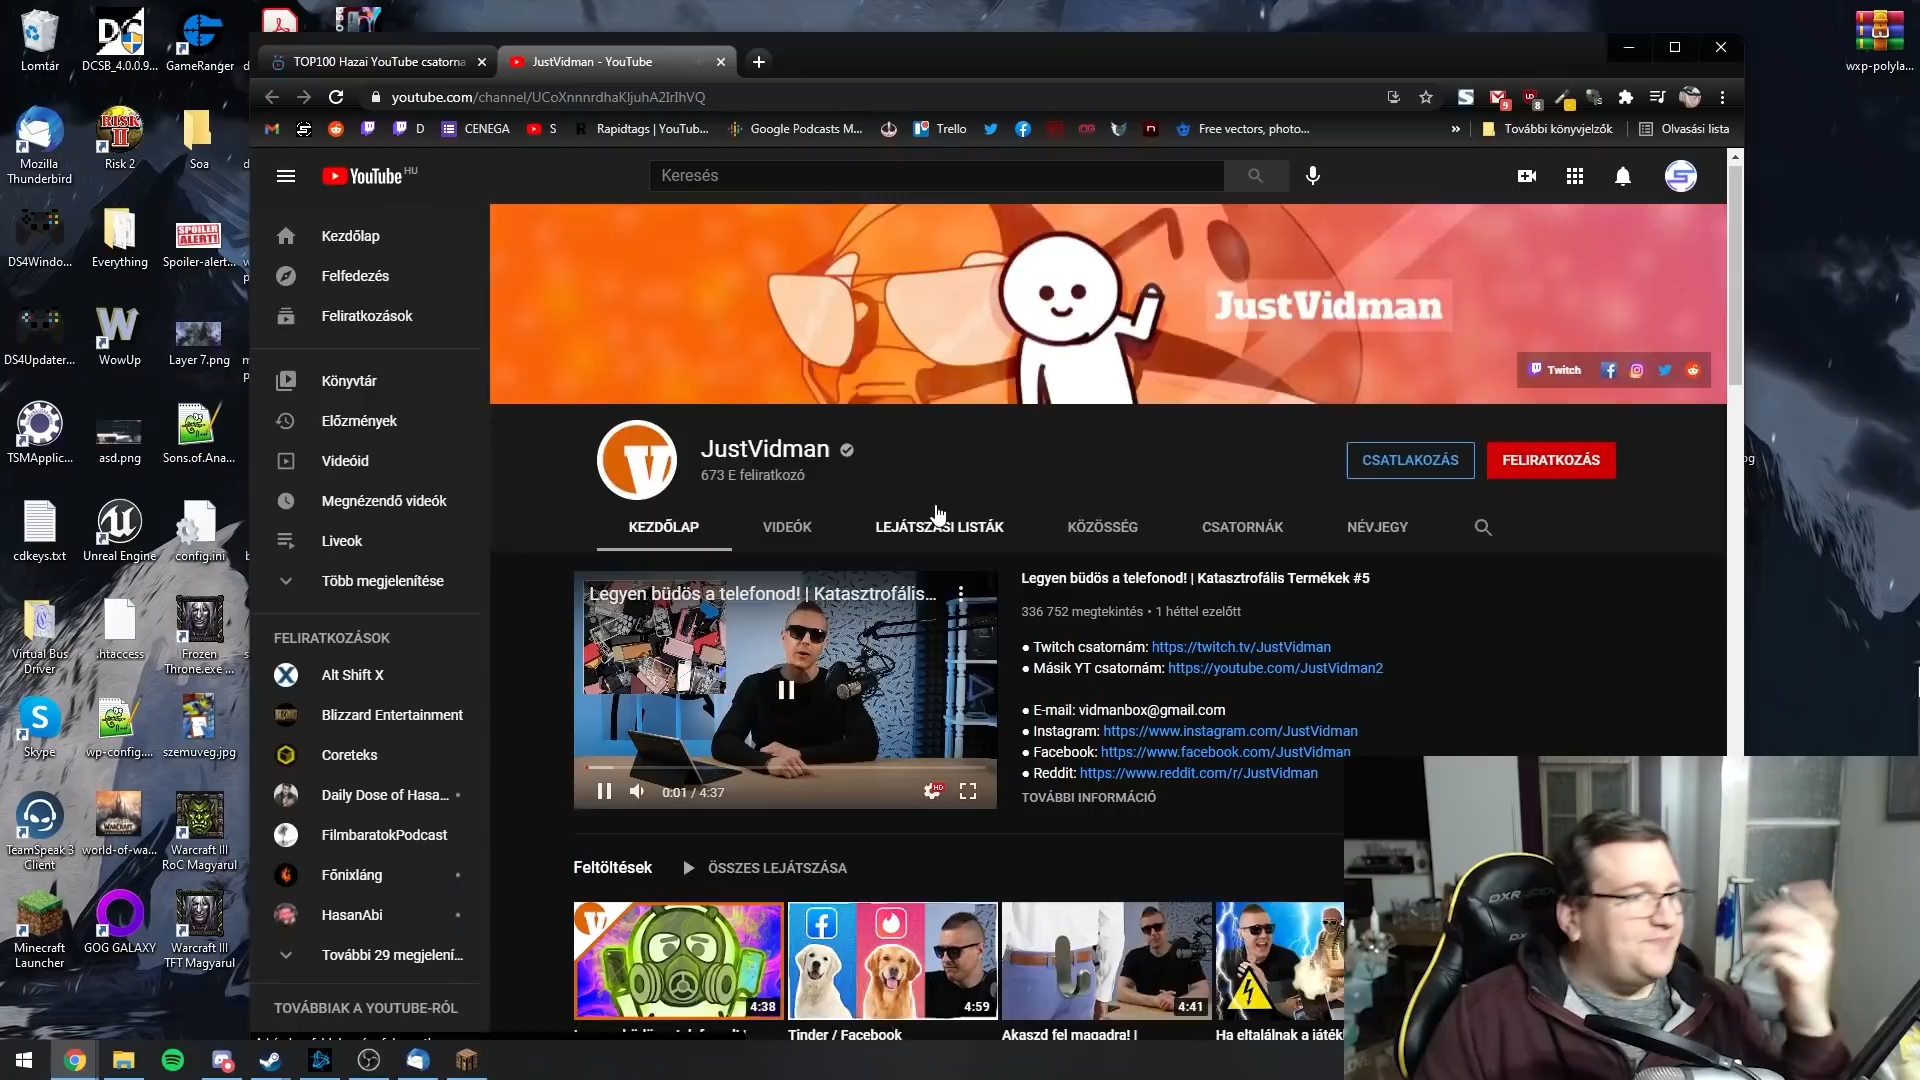 Lomtár
DCSB_4.0.0.9...
GameRanger
wxp-polyla...
Mozilla
Thunderbird
Risk 2
Soa
DS4Windo...
Everything
Spoiler-alert...
SPOILER
ALERT!
DS4Updater...
WowUp
Layer 7.png
TSMApplic...
asd.png
Sons.of.Ana...
cdkeys.txt
Unreal Engine
config.ini
Virtual Bus
Driver
.htaccess
Frozen
Throne.exe ...
Skype
wp-config....
szemuveg.jpg
TeamSpeak 3
Client
world-of-wa...
Warcraft III
RoC Magyarul
Minecraft
Launcher
GOG GALAXY
Warcraft III
TFT Magyarul
TOP100 Hazai YouTube csatorna
JustVidman - YouTube
youtube.com/channel/UCoXnnnrdhaKljuhA2IrIhVQ
9
8
D
CENEGA
S
Rapidtags | YouTub...
Google Podcasts M...
Trello
Free vectors, photo...
»
További könyvjelzők
Olvasási lista
YouTube HU
Keresés
Kezdőlap
Felfedezés
Feliratkozások
Könyvtár
Előzmények
Videóid
Megnézendő videók
Liveok
Több megjelenítése
FELIRATKOZÁSOK
Alt Shift X
Blizzard Entertainment
Coreteks
Daily Dose of Hasa...
FilmbaratokPodcast
Főnixláng
HasanAbi
További 29 megjelení...
TOVÁBBIAK A YOUTUBE-RÓL
JustVidman
Twitch
JustVidman
673 E feliratkozó
CSATLAKOZÁS
FELIRATKOZÁS
KEZDŐLAP
VIDEÓK
LEJÁTSZÁSI LISTÁK
KÖZÖSSÉG
CSATORNÁK
NÉVJEGY
Legyen büdös a telefonod! | Katasztrofális...
0:01 / 4:37
HD
Legyen büdös a telefonod! | Katasztrofális Termékek #5
336 752 megtekintés • 1 héttel ezelőtt
● Twitch csatornám: https://twitch.tv/JustVidman
● Másik YT csatornám: https://youtube.com/JustVidman2
● E-mail: vidmanbox@gmail.com
● Instagram: https://www.instagram.com/JustVidman
● Facebook: https://www.facebook.com/JustVidman
● Reddit: https://www.reddit.com/r/JustVidman
TOVÁBBI INFORMÁCIÓ
Feltöltések
ÖSSZES LEJÁTSZÁSA
4:38
4:59
4:41
Tinder / Facebook
Akaszd fel magadra! |
Ha eltalálnak a játék
DXRACER